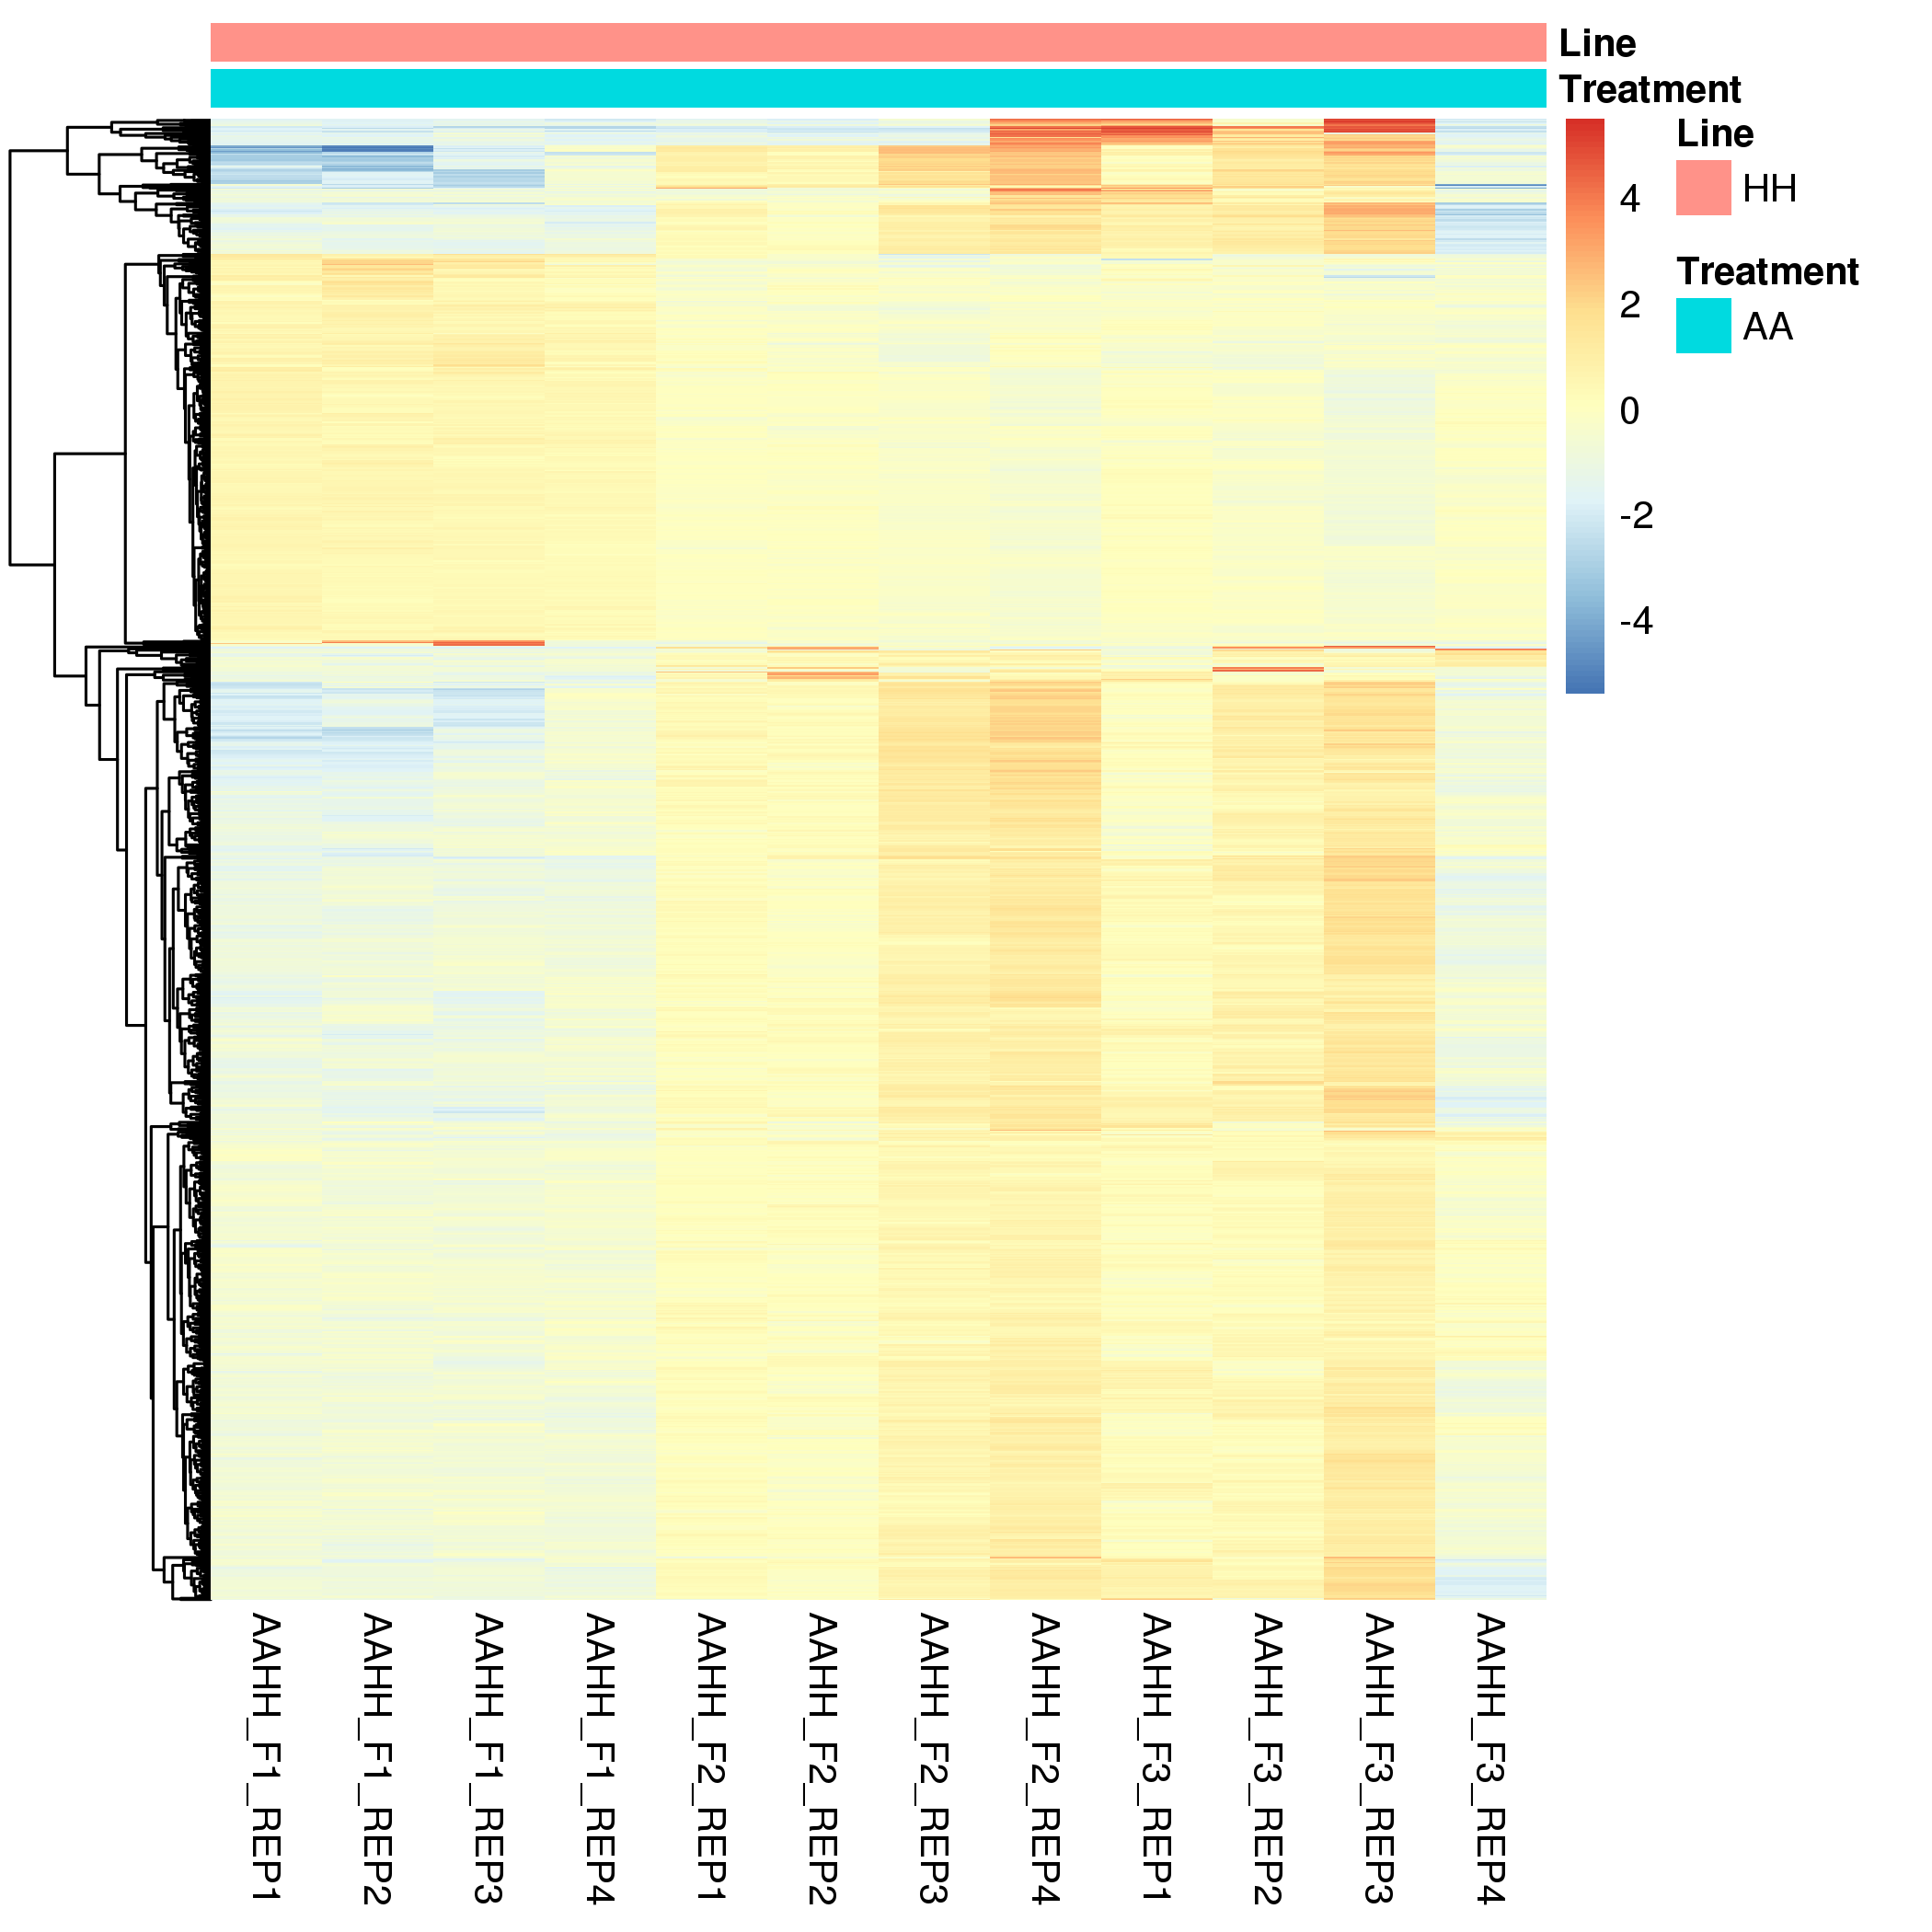 Line
Treatment
4
2
0
-2
-4
Line
HH
Treatment
AA
AAHH_F1_REP1
AAHH_F1_REP2
AAHH_F1_REP3
AAHH_F1_REP4
AAHH_F2_REP1
AAHH_F2_REP2
AAHH_F2_REP3
AAHH_F2_REP4
AAHH_F3_REP1
AAHH_F3_REP2
AAHH_F3_REP3
AAHH_F3_REP4